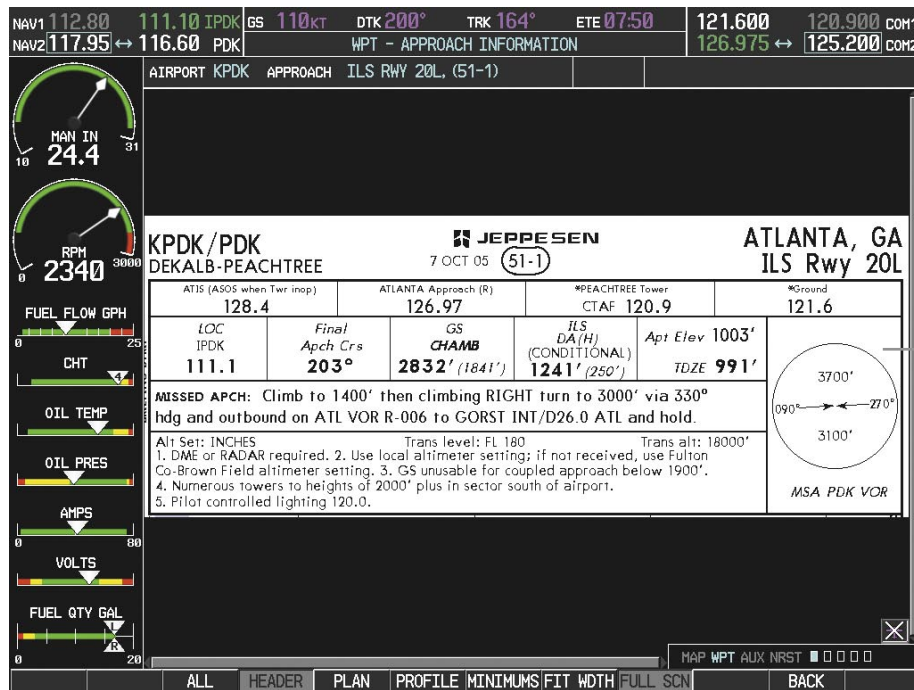 NAV1 112.80 111.10 IPDK GS 110KT DTK 200° TRK 164° ETE 07:50 121.600 120.900 COM1
NAV2 117.95 ↔ 116.60 PDK WPT - APPROACH INFORMATION 126.975 ↔ 125.200 COM2
AIRPORT KPDK APPROACH ILS RWY 20L, (51-1)
MAN IN
24.4
10 31
RPM
2340
0 3000
FUEL FLOW GPH
0 25
CHT
4
OIL TEMP
OIL PRES
AMPS
0 80
VOLTS
FUEL QTY GAL
L
R
0 20
KPDK/PDK
DEKALB-PEACHTREE
JEPPESEN
7 OCT 05 51-1
ATLANTA, GA
ILS Rwy 20L
ATIS (ASOS when Twr inop)
128.4
ATLANTA Approach (R)
126.97
*PEACHTREE Tower
CTAF 120.9
*Ground
121.6
LOC
IPDK
111.1
Final
Apch Crs
203°
GS
CHAMB
2832' (1841')
ILS
DA(H)
(CONDITIONAL)
1241' (250')
Apt Elev 1003'
TDZE 991'
MISSED APCH: Climb to 1400' then climbing RIGHT turn to 3000' via 330°
hdg and outbound on ATL VOR R-006 to GORST INT/D26.0 ATL and hold.
Alt Set: INCHES Trans level: FL 180 Trans alt: 18000'
1. DME or RADAR required. 2. Use local altimeter setting; if not received, use Fulton
Co-Brown Field altimeter setting. 3. GS unusable for coupled approach below 1900'.
4. Numerous towers to heights of 2000' plus in sector south of airport.
5. Pilot controlled lighting 120.0.
3700'
090° 270°
3100'
MSA PDK VOR
MAP WPT AUX NRST
ALL HEADER PLAN PROFILE MINIMUMS FIT WDTH FULL SCN BACK